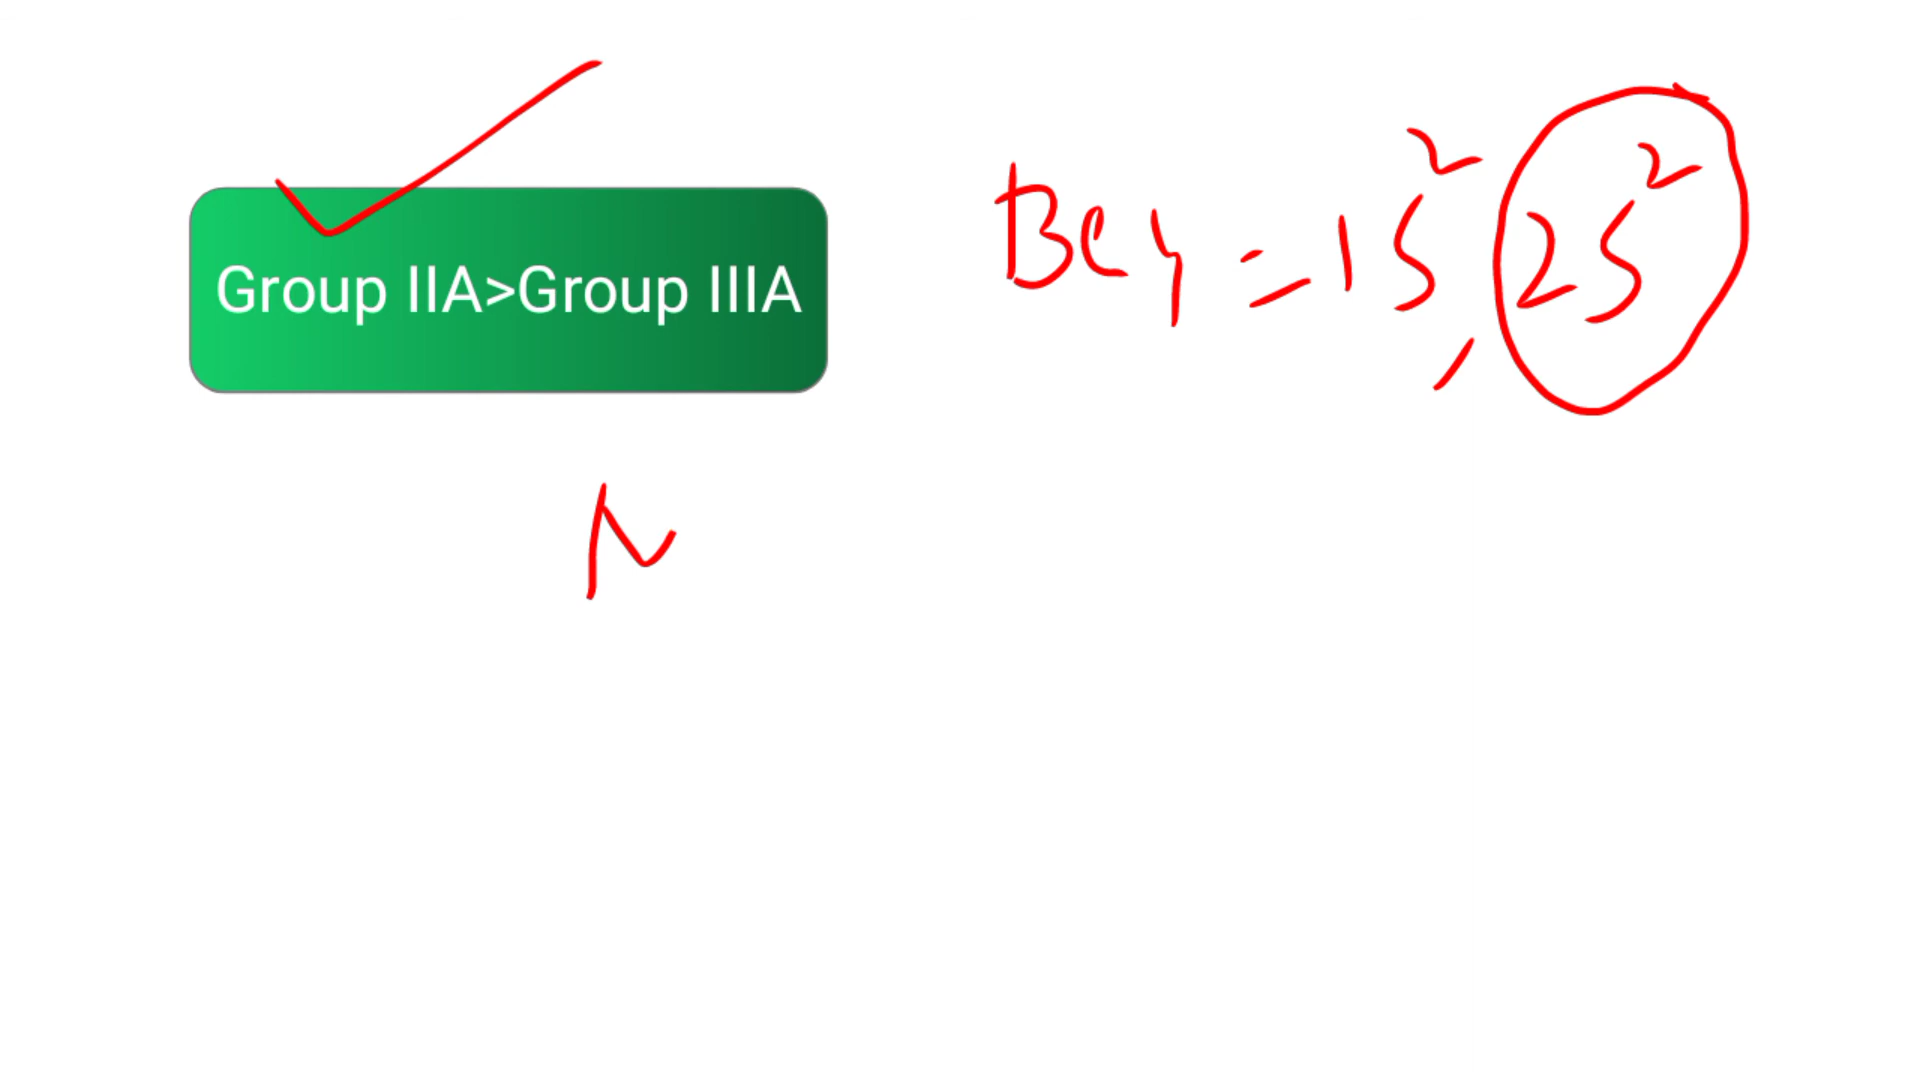 Group IIA>Group IIIA
Be4 = 1S², 2S²
N